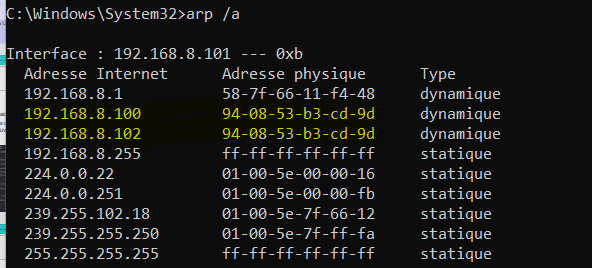 C:\Windows\System32>arp /a
Interface : 192.168.8.101 --- 0xb
Adresse Internet Adresse physique Type
192.168.8.1 58-7f-66-11-f4-48 dynamique
192.168.8.100 94-08-53-b3-cd-9d dynamique
192.168.8.102 94-08-53-b3-cd-9d dynamique
192.168.8.255 ff-ff-ff-ff-ff-ff statique
224.0.0.22 01-00-5e-00-00-16 statique
224.0.0.251 01-00-5e-00-00-fb statique
239.255.102.18 01-00-5e-7f-66-12 statique
239.255.255.250 01-00-5e-7f-ff-fa statique
255.255.255.255 ff-ff-ff-ff-ff-ff statique